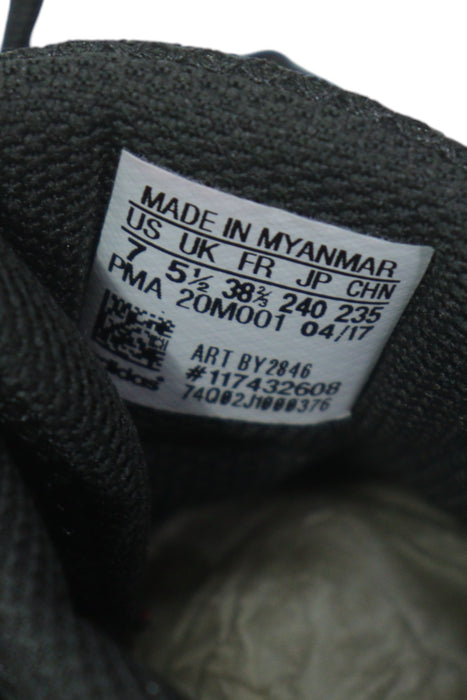 MADE IN MYANMAR
US UK FR JP CHN
7 5½ 38⅔ 240 235
PMA 20M001 04/17
ART BY2846
adidas #117432608
74Q02J1000376